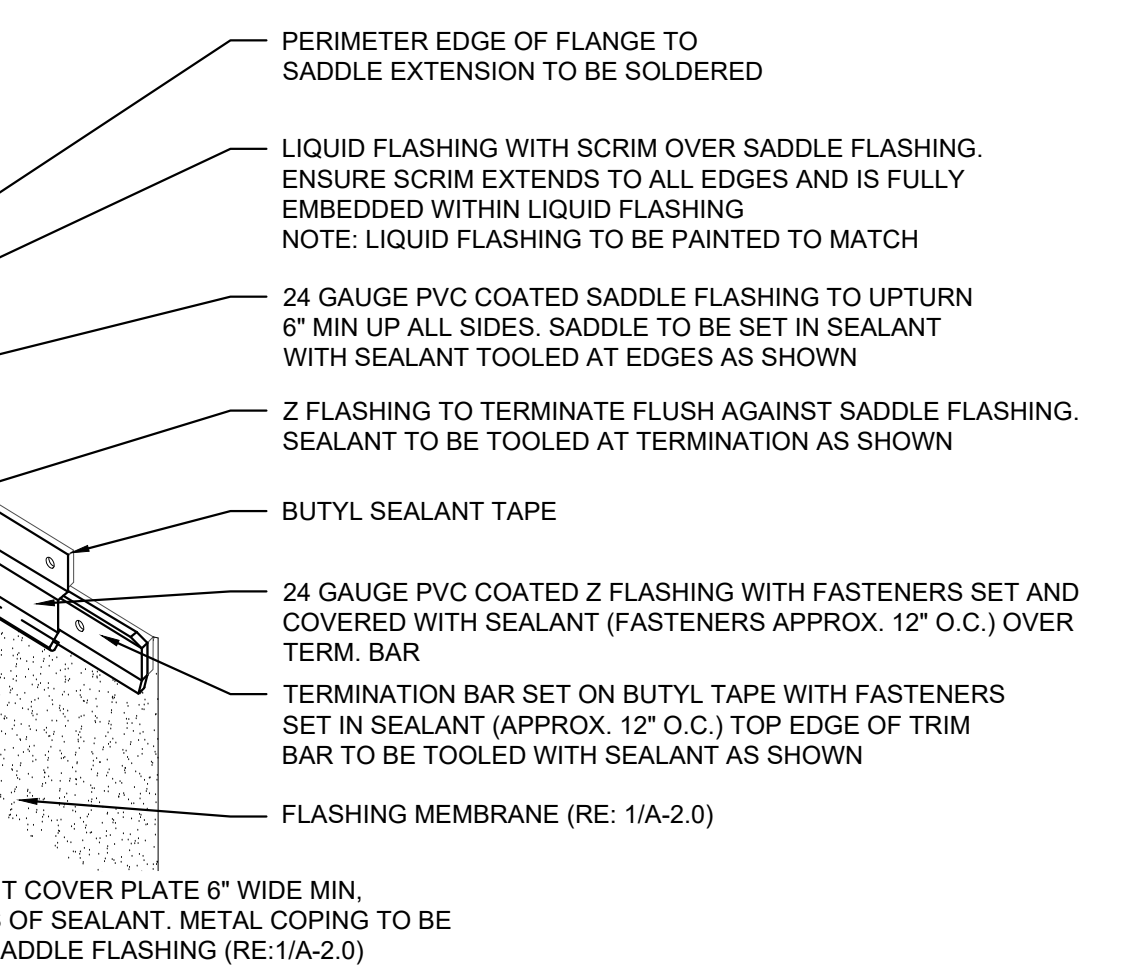 PERIMETER EDGE OF FLANGE TO
SADDLE EXTENSION TO BE SOLDERED
LIQUID FLASHING WITH SCRIM OVER SADDLE FLASHING.
ENSURE SCRIM EXTENDS TO ALL EDGES AND IS FULLY
EMBEDDED WITHIN LIQUID FLASHING
NOTE: LIQUID FLASHING TO BE PAINTED TO MATCH
24 GAUGE PVC COATED SADDLE FLASHING TO UPTURN
6" MIN UP ALL SIDES. SADDLE TO BE SET IN SEALANT
WITH SEALANT TOOLED AT EDGES AS SHOWN
Z FLASHING TO TERMINATE FLUSH AGAINST SADDLE FLASHING.
SEALANT TO BE TOOLED AT TERMINATION AS SHOWN
BUTYL SEALANT TAPE
24 GAUGE PVC COATED Z FLASHING WITH FASTENERS SET AND
COVERED WITH SEALANT (FASTENERS APPROX. 12" O.C.) OVER
TERM. BAR
TERMINATION BAR SET ON BUTYL TAPE WITH FASTENERS
SET IN SEALANT (APPROX. 12" O.C.) TOP EDGE OF TRIM
BAR TO BE TOOLED WITH SEALANT AS SHOWN
FLASHING MEMBRANE (RE: 1/A-2.0)
T COVER PLATE 6" WIDE MIN,
OF SEALANT. METAL COPING TO BE
ADDLE FLASHING (RE:1/A-2.0)